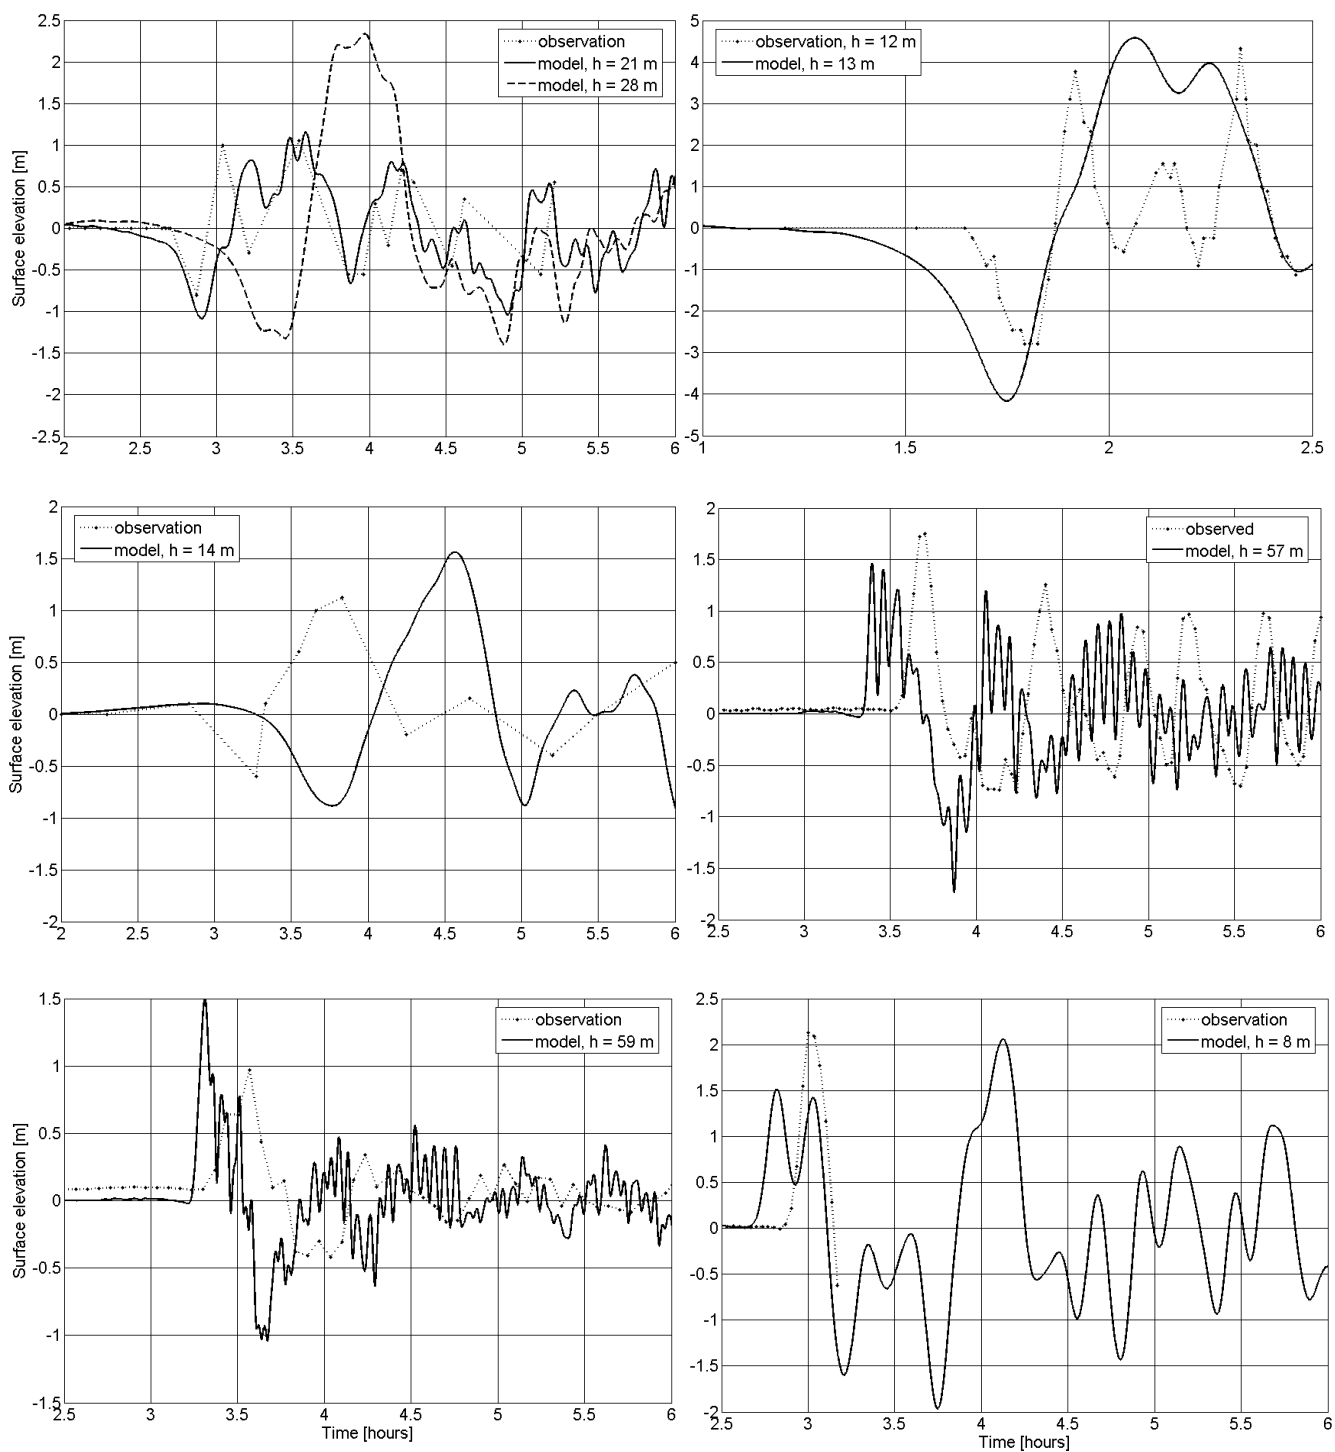 2.5
2
1.5
1
0.5
0
-0.5
-1
-1.5
-2
-2.5
Surface elevation [m]
observation
model, h = 21 m
model, h = 28 m
2 2.5 3 3.5 4 4.5 5 5.5 6
5
4
3
2
1
0
-1
-2
-3
-4
-5
observation, h = 12 m
model, h = 13 m
1 1.5 2 2.5
2
1.5
1
0.5
0
-0.5
-1
-1.5
-2
Surface elevation [m]
observation
model, h = 14 m
2 2.5 3 3.5 4 4.5 5 5.5 6
2
1.5
1
0.5
0
-0.5
-1
-1.5
-2
observed
model, h = 57 m
2.5 3 3.5 4 4.5 5 5.5 6
1.5
1
0.5
0
-0.5
-1
-1.5
Surface elevation [m]
observation
model, h = 59 m
2.5 3 3.5 4 4.5 5 5.5 6
Time [hours]
2.5
2
1.5
1
0.5
0
-0.5
-1
-1.5
-2
observation
model, h = 8 m
2.5 3 3.5 4 4.5 5 5.5 6
Time [hours]